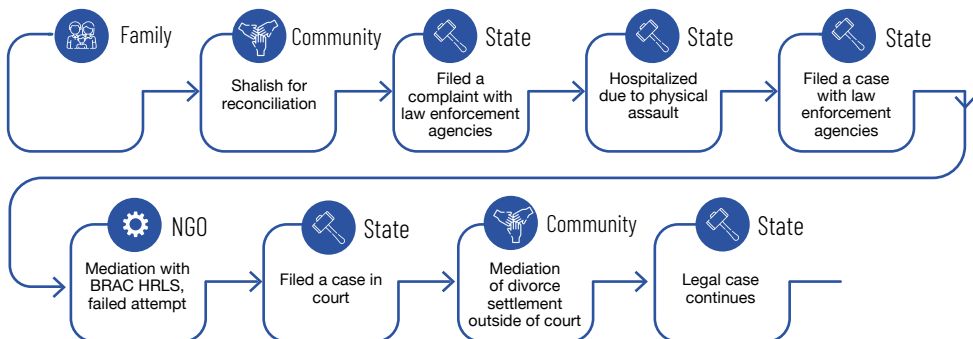 Family
Community
Shalish for
reconciliation
State
Filed a
complaint with
law enforcement
agencies
State
Hospitalized
due to physical
assault
State
Filed a case
with law
enforcement
agencies
NGO
Mediation with
BRAC HRLS,
failed attempt
State
Filed a case in
court
Community
Mediation
of divorce
settlement
outside of court
State
Legal case
continues